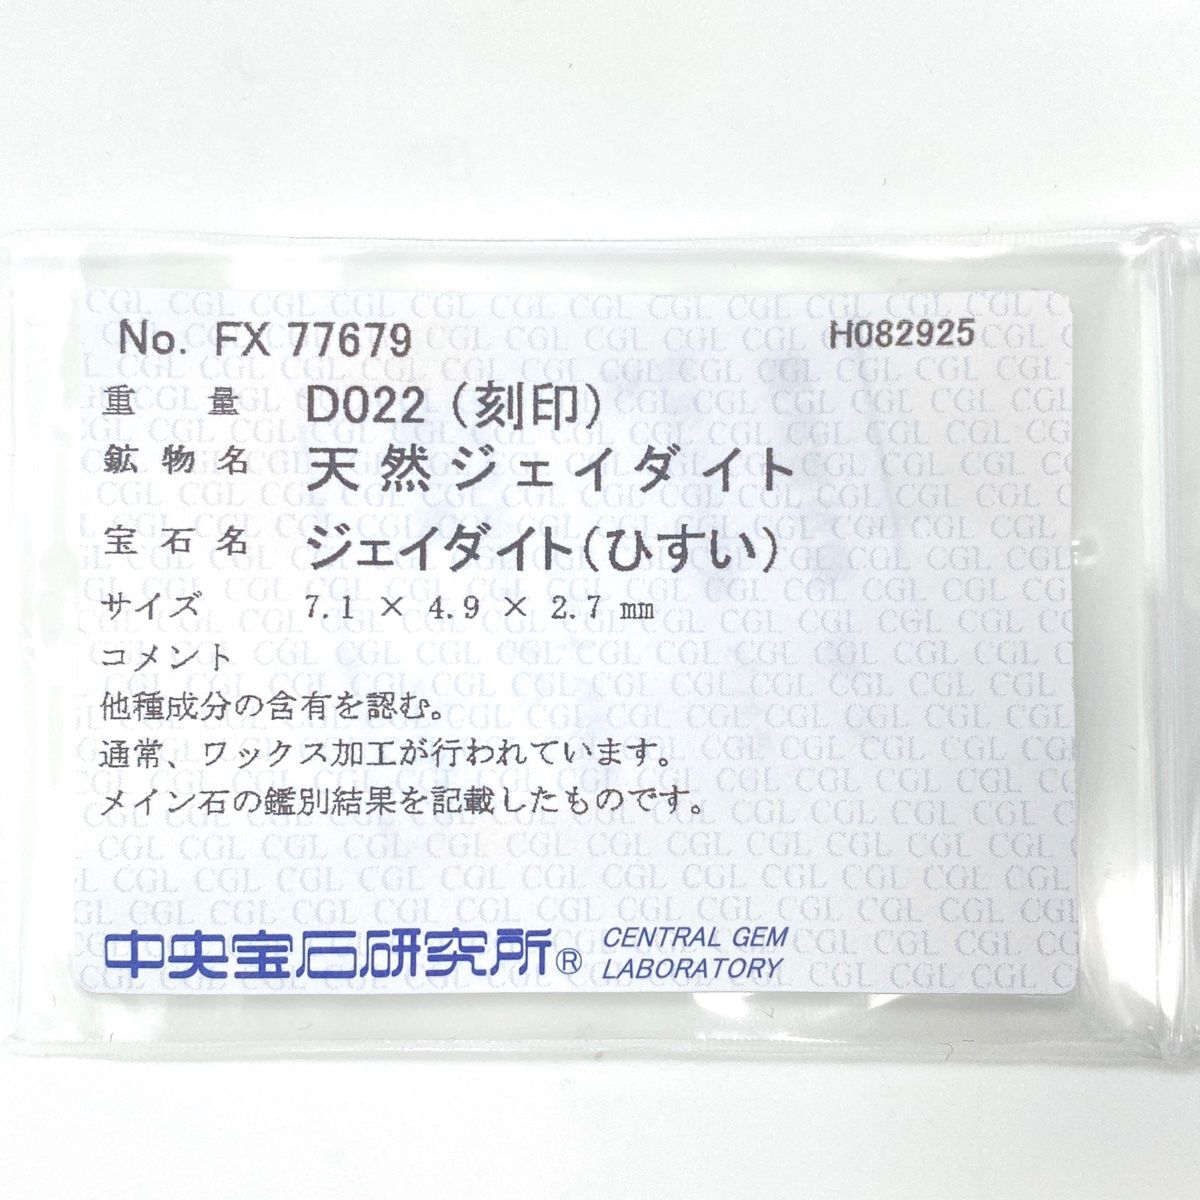 No. FX 77679 H082925
重量 D022 (刻印)
鉱物名 天然ジェイダイト
宝石名 ジェイダイト(ひすい)
サイズ 7.1 × 4.9 × 2.7 mm
コメント
他種成分の含有を認む。
通常、ワックス加工が行われています。
メイン石の鑑別結果を記載したものです。
中央宝石研究所® CENTRAL GEM
LABORATORY